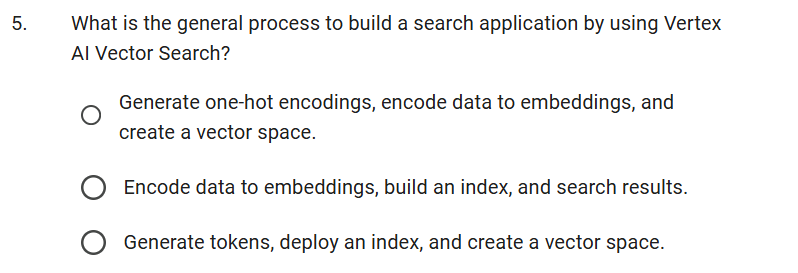 5. What is the general process to build a search application by using Vertex
AI Vector Search?
Generate one-hot encodings, encode data to embeddings, and
create a vector space.
Encode data to embeddings, build an index, and search results.
Generate tokens, deploy an index, and create a vector space.